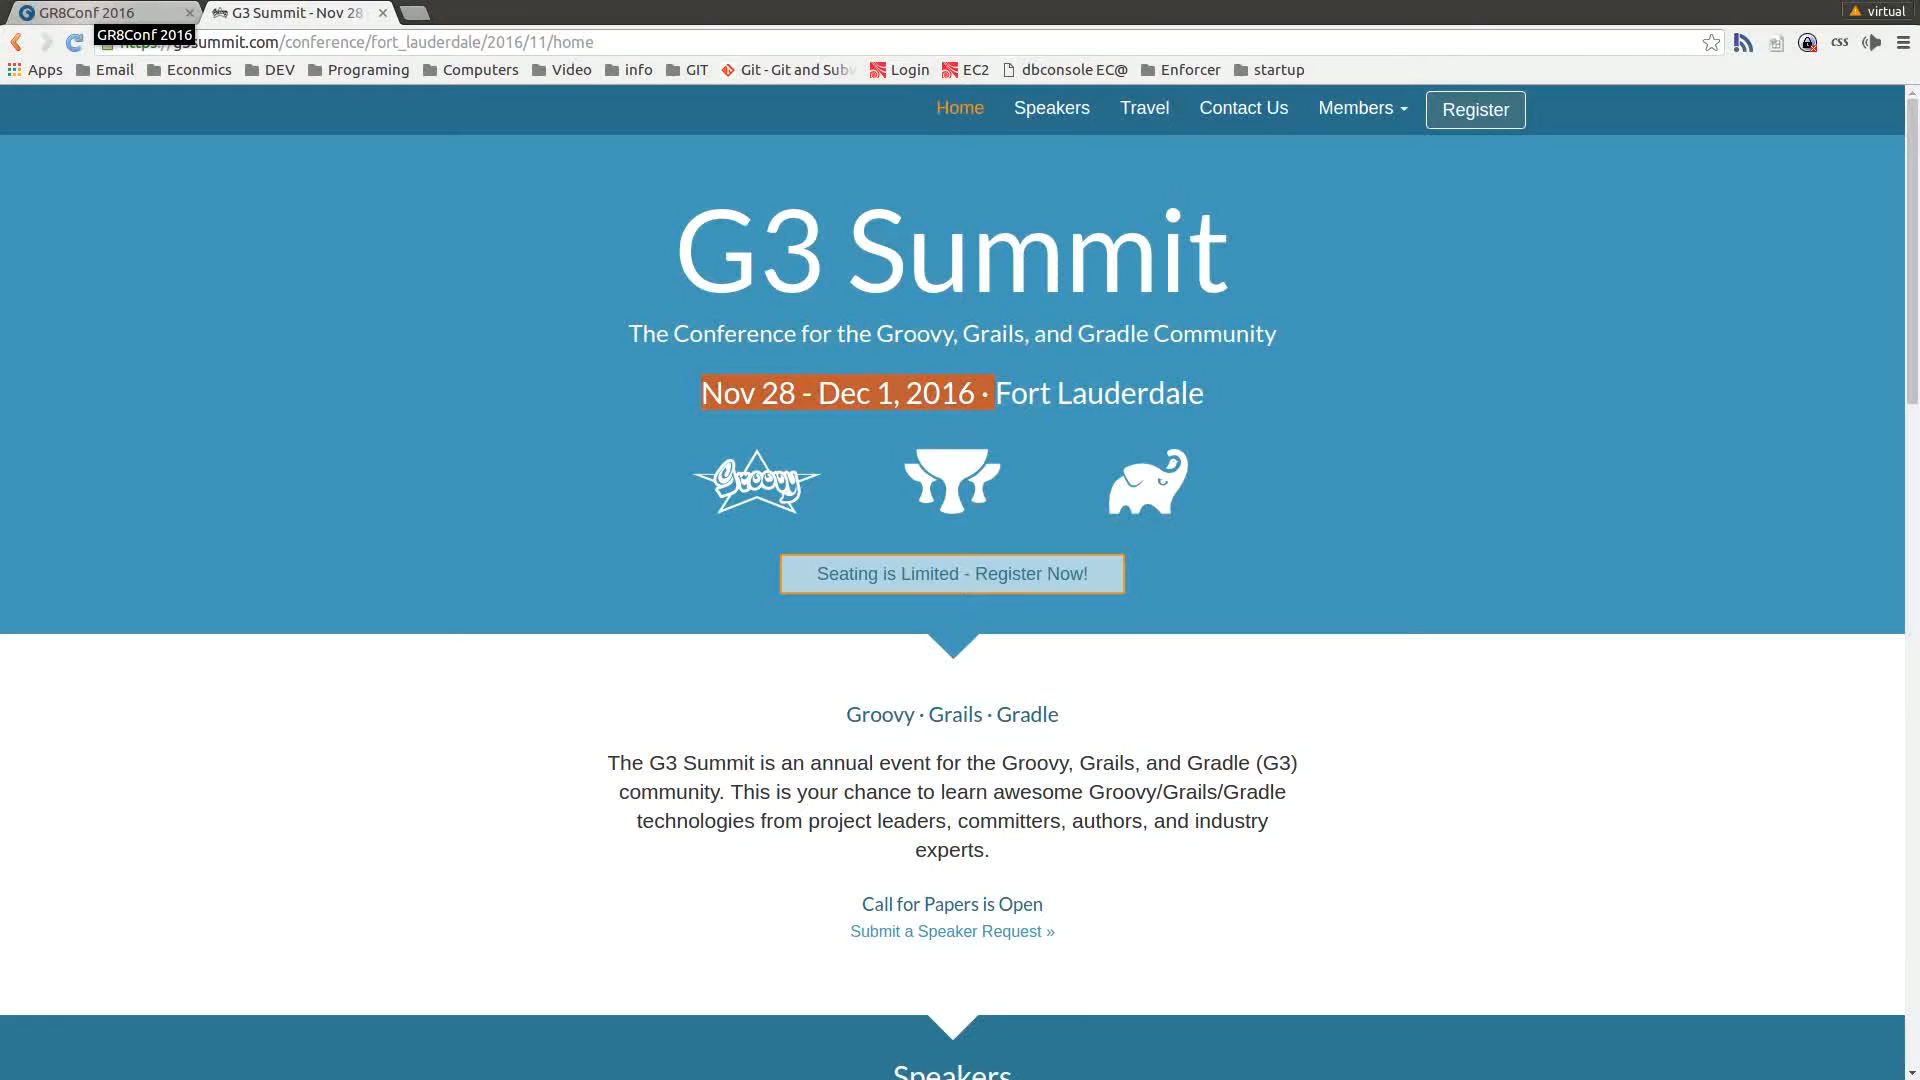 GR8Conf 2016
G3 Summit - Nov 28
virtual
GR8Conf 2016
summit.com/conference/fort_lauderdale/2016/11/home
css
Apps Email Econmics DEV Programing Computers Video info GIT Git - Git and Subv Login EC2 dbconsole EC@ Enforcer startup
Home Speakers Travel Contact Us Members Register
G3 Summit
The Conference for the Groovy, Grails, and Gradle Community
Nov 28 - Dec 1, 2016 · Fort Lauderdale
Groovy
Seating is Limited - Register Now!
Groovy · Grails · Gradle
The G3 Summit is an annual event for the Groovy, Grails, and Gradle (G3)
community. This is your chance to learn awesome Groovy/Grails/Gradle
technologies from project leaders, committers, authors, and industry
experts.
Call for Papers is Open
Submit a Speaker Request »
Speakers